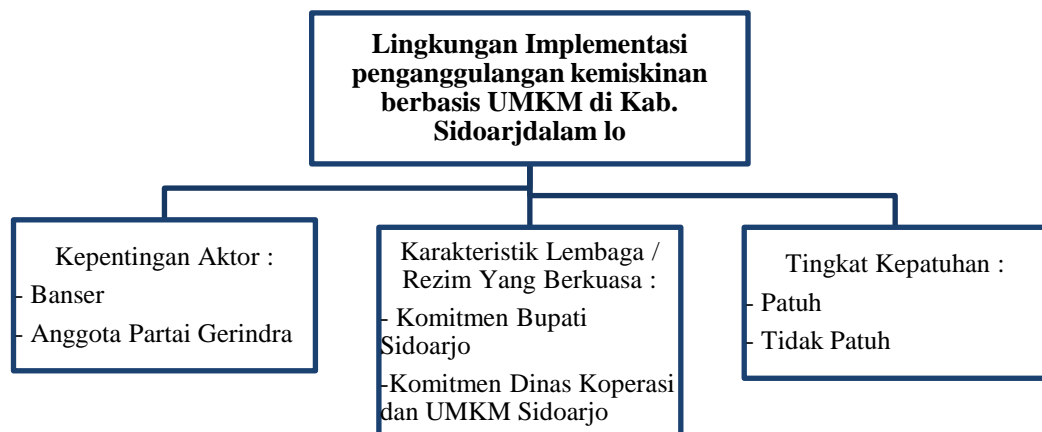 Lingkungan Implementasi
penganggulangan kemiskinan
berbasis UMKM di Kab.
Sidoarjdalam lo
Kepentingan Aktor :
- Banser
- Anggota Partai Gerindra
Karakteristik Lembaga /
Rezim Yang Berkuasa :
- Komitmen Bupati
Sidoarjo
-Komitmen Dinas Koperasi
dan UMKM Sidoarjo
Tingkat Kepatuhan :
- Patuh
- Tidak Patuh